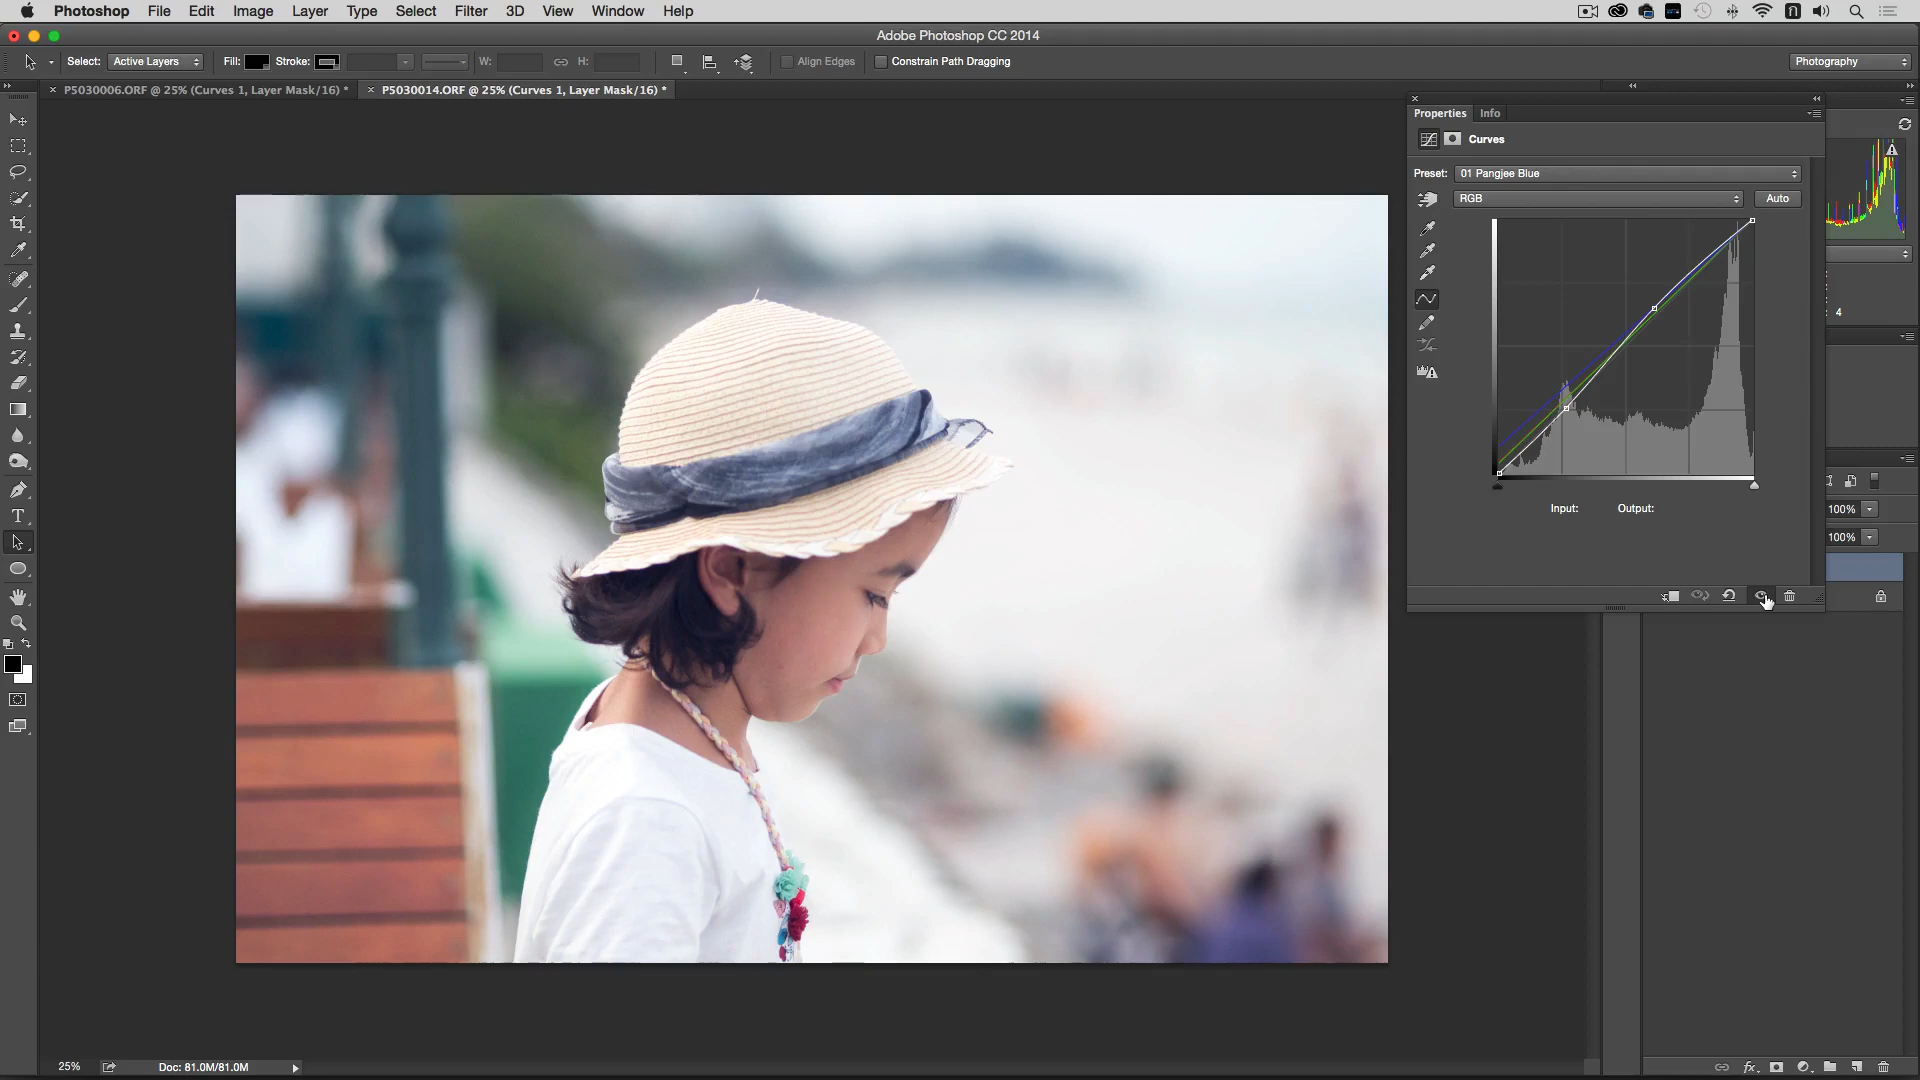 Photoshop File Edit Image Layer Type Select Filter 3D View Window Help
Adobe Photoshop CC 2014
Select: Active Layers Fill: Stroke: W: H: Align Edges Constrain Path Dragging Photography
× P5030006.ORF @ 25% (Curves 1, Layer Mask/16) * × P5030014.ORF @ 25% (Curves 1, Layer Mask/16) *
Properties Info
Curves
Preset: 01 Pangjee Blue
RGB Auto
4
Input: Output:
100%
100%
T
25% Doc: 81.0M/81.0M
fx